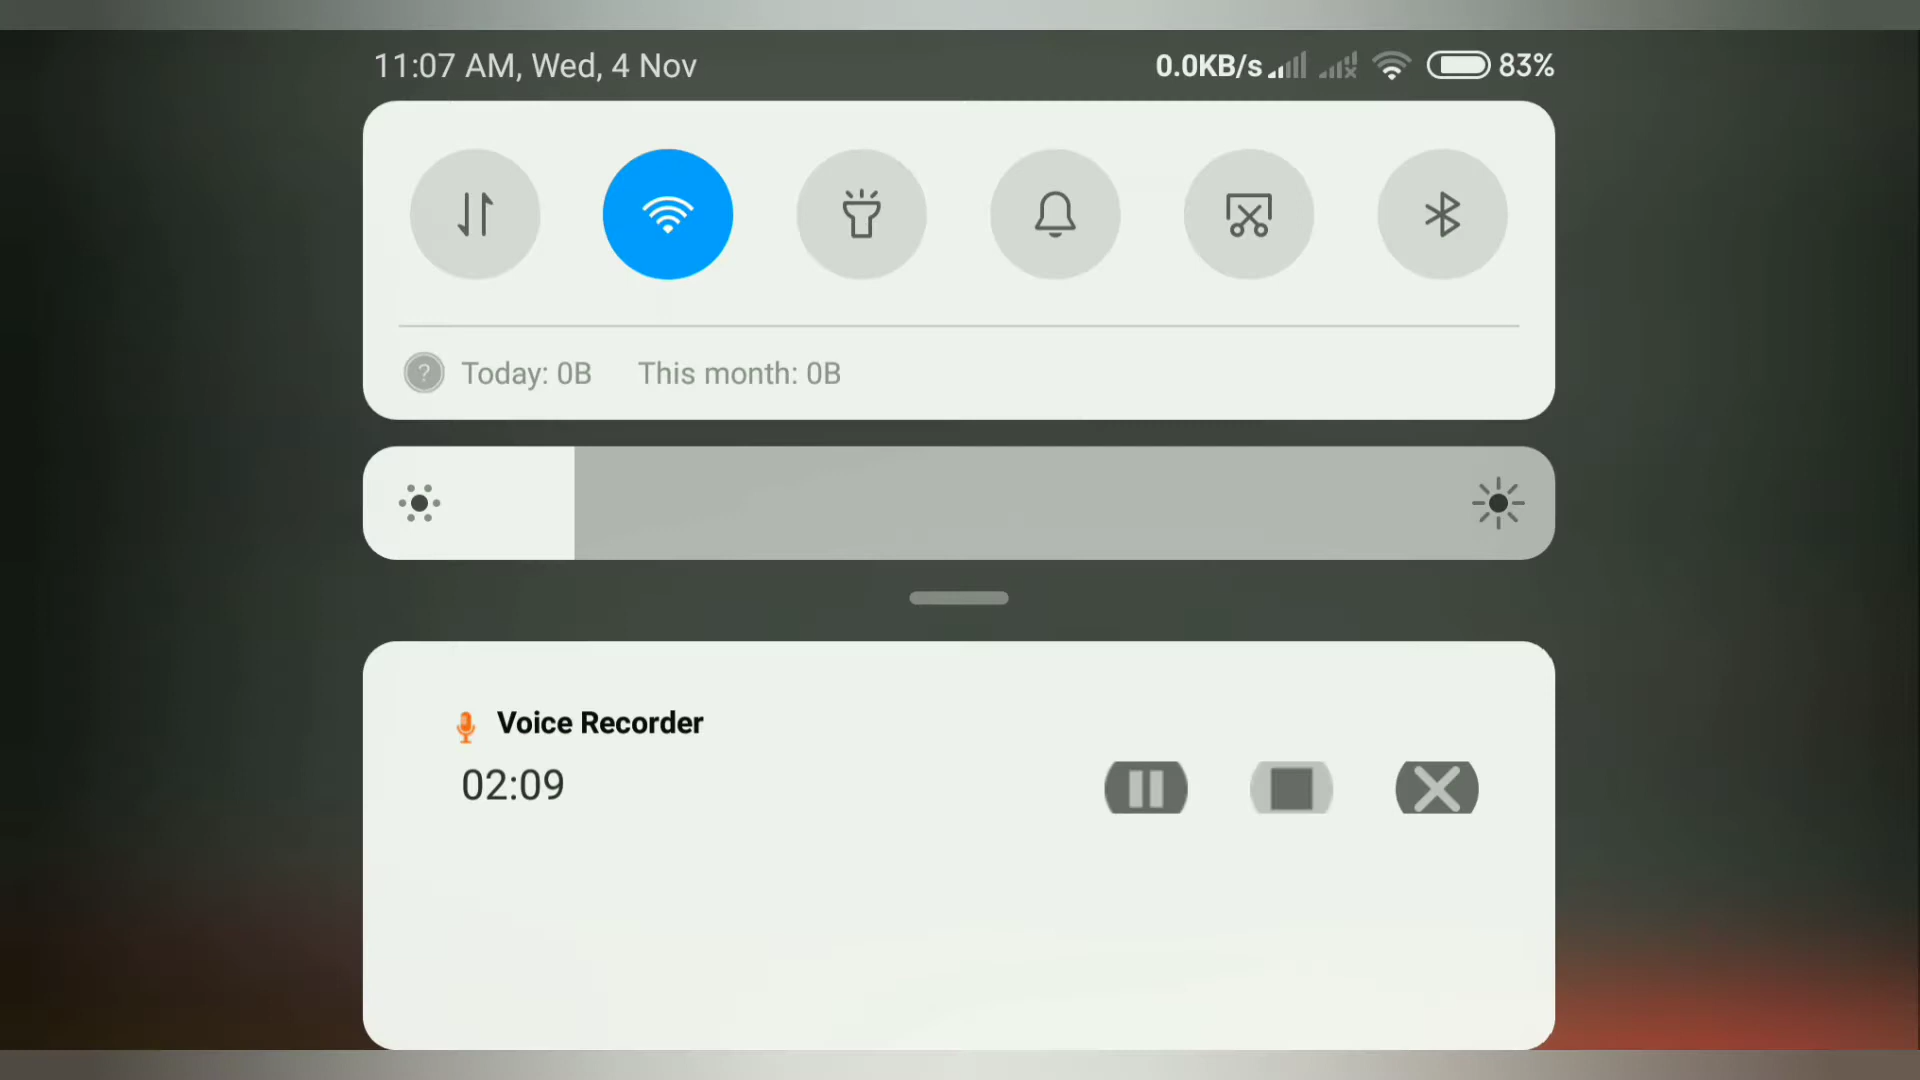 11:07 AM, Wed, 4 Nov 0.0KB/s 83%
Today: 0B This month: 0B
Voice Recorder
02:09